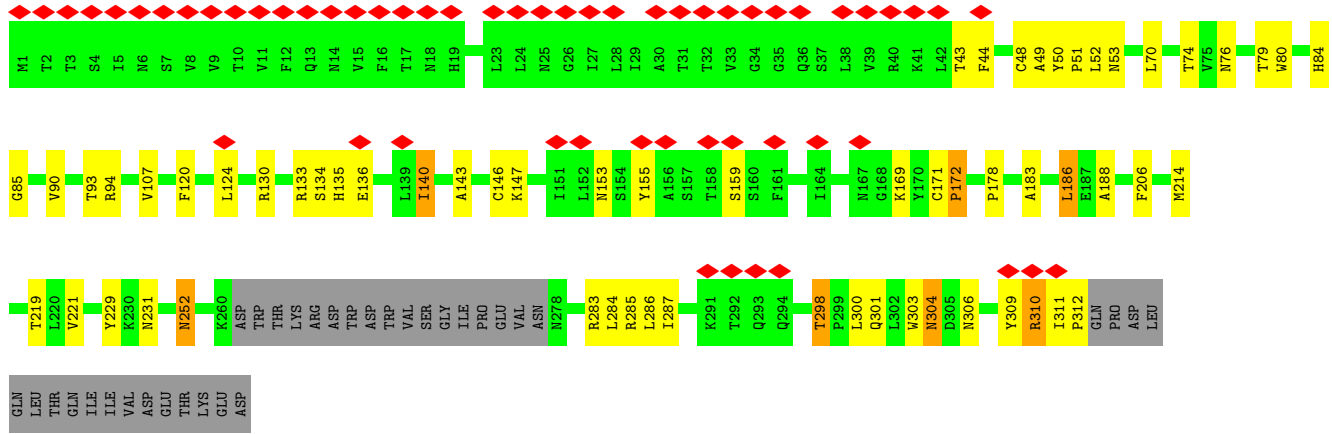 M1 T2 T3 S4 I5 N6 S7 V8 V9 T10 V11 F12 Q13 N14 V15 F16 T17 N18 H19 L23 L24 N25 G26 I27 L28 I29 A30 T31 T32 V33 G34 G35 Q36 S37 L38 V39 R40 K41 L42 T43 F44 C48 A49 Y50 P51 L52 N53 L70 T74 V75 N76 T79 W80 H84
G85 V90 T93 R94 V107 F120 L124 R130 R133 S134 H135 E136 L139 I140 A143 C146 K147 I151 L152 N153 S154 Y155 A156 S157 T158 S159 S160 F161 I164 N167 G168 K169 Y170 C171 P172 P178 A183 L186 E187 A188 F206 M214
T219 L220 V221 Y229 K230 N231 N252 K260 ASP TRP THR LYS ARG ASP TRP ASP TRP VAL SER GLY ILE PRO GLU VAL ASN N278 R283 L284 R285 L286 I287 K291 T292 Q293 Q294 T298 P299 L300 Q301 L302 W303 N304 D305 N306 Y309 R310 I311 P312 GLN PRO ASP LEU
GLN LEU THR GLN ILE ILE VAL ASP GLU THR LYS GLU ASP